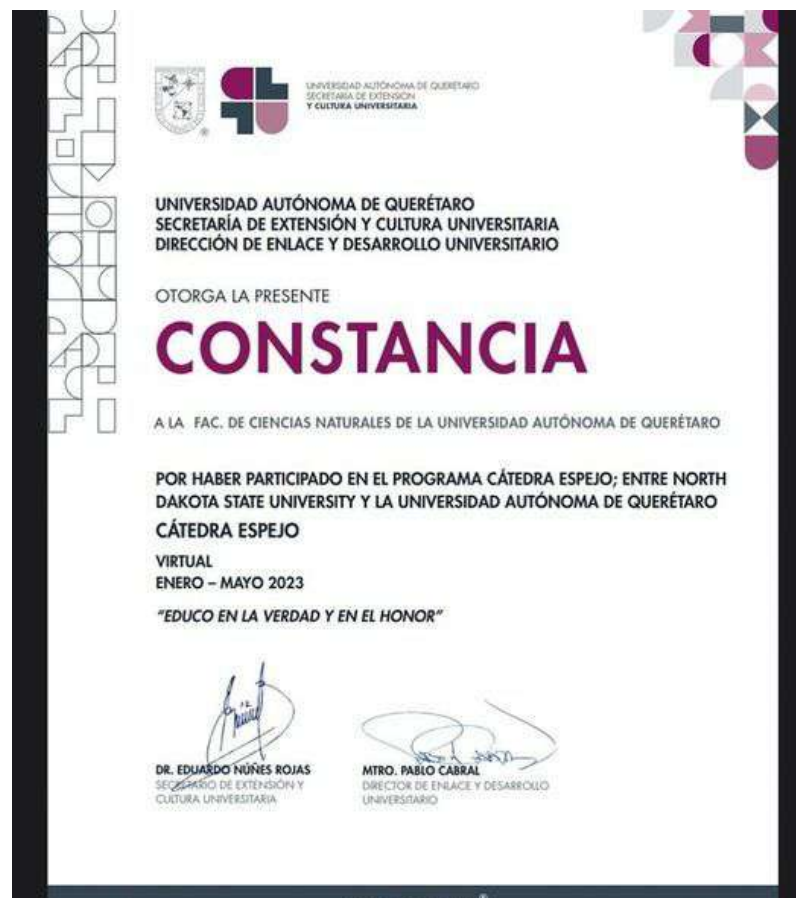 UNIVERSIDAD AUTÓNOMA DE QUERÉTARO
SECRETARÍA DE EXTENSIÓN
Y CULTURA UNIVERSITARIA
UNIVERSIDAD AUTÓNOMA DE QUERÉTARO
SECRETARÍA DE EXTENSIÓN Y CULTURA UNIVERSITARIA
DIRECCIÓN DE ENLACE Y DESARROLLO UNIVERSITARIO
OTORGA LA PRESENTE
CONSTANCIA
A LA FAC. DE CIENCIAS NATURALES DE LA UNIVERSIDAD AUTÓNOMA DE QUERÉTARO
POR HABER PARTICIPADO EN EL PROGRAMA CÁTEDRA ESPEJO; ENTRE NORTH
DAKOTA STATE UNIVERSITY Y LA UNIVERSIDAD AUTÓNOMA DE QUERÉTARO
CÁTEDRA ESPEJO
VIRTUAL
ENERO – MAYO 2023
"EDUCO EN LA VERDAD Y EN EL HONOR"
DR. EDUARDO NÚÑES ROJAS
SECRETARIO DE EXTENSIÓN Y
CULTURA UNIVERSITARIA
MTRO. PABLO CABRAL
DIRECTOR DE ENLACE Y DESARROLLO
UNIVERSITARIO